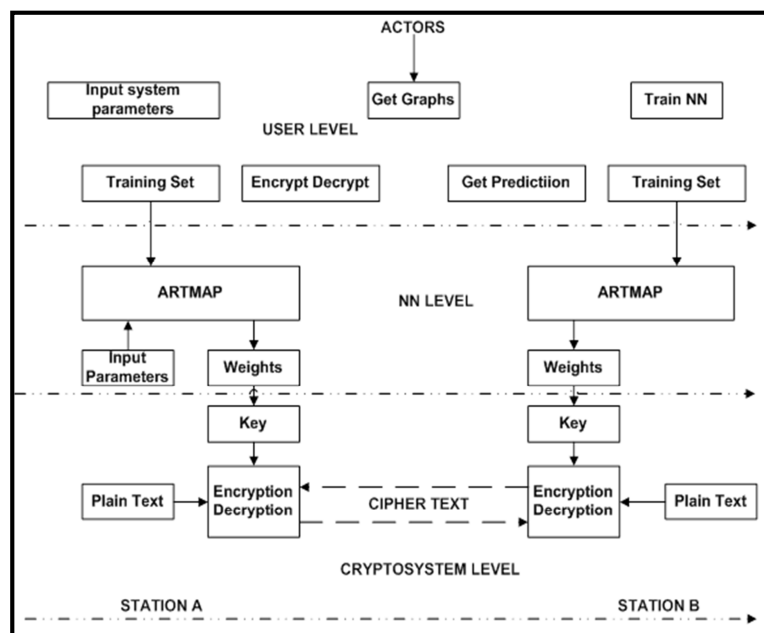 ACTORS
Input system
parameters
Get Graphs
Train NN
USER LEVEL
Training Set
Encrypt Decrypt
Get Predictiion
Training Set
ARTMAP
NN LEVEL
ARTMAP
Input
Parameters
Weights
Weights
Key
Key
Plain Text
Encryption
Decryption
CIPHER TEXT
Encryption
Decryption
Plain Text
CRYPTOSYSTEM LEVEL
STATION A
STATION B